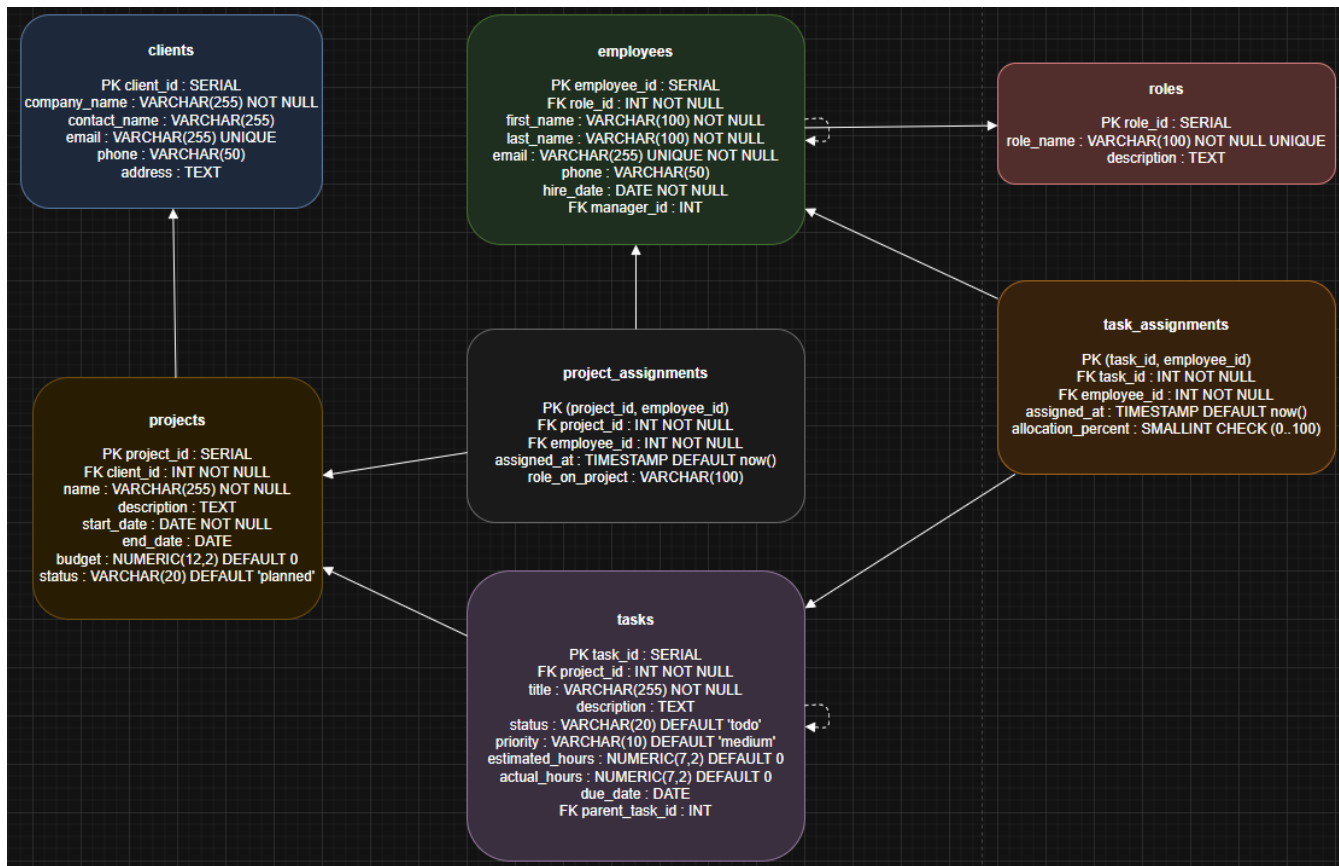 clients
PK client_id : SERIAL
company_name : VARCHAR(255) NOT NULL
contact_name : VARCHAR(255)
email : VARCHAR(255) UNIQUE
phone : VARCHAR(50)
address : TEXT
employees
PK employee_id : SERIAL
FK role_id : INT NOT NULL
first_name : VARCHAR(100) NOT NULL
last_name : VARCHAR(100) NOT NULL
email : VARCHAR(255) UNIQUE NOT NULL
phone : VARCHAR(50)
hire_date : DATE NOT NULL
FK manager_id : INT
roles
PK role_id : SERIAL
role_name : VARCHAR(100) NOT NULL UNIQUE
description : TEXT
projects
PK project_id : SERIAL
FK client_id : INT NOT NULL
name : VARCHAR(255) NOT NULL
description : TEXT
start_date : DATE NOT NULL
end_date : DATE
budget : NUMERIC(12,2) DEFAULT 0
status : VARCHAR(20) DEFAULT 'planned'
project_assignments
PK (project_id, employee_id)
FK project_id : INT NOT NULL
FK employee_id : INT NOT NULL
assigned_at : TIMESTAMP DEFAULT now()
role_on_project : VARCHAR(100)
task_assignments
PK (task_id, employee_id)
FK task_id : INT NOT NULL
FK employee_id : INT NOT NULL
assigned_at : TIMESTAMP DEFAULT now()
allocation_percent : SMALLINT CHECK (0..100)
tasks
PK task_id : SERIAL
FK project_id : INT NOT NULL
title : VARCHAR(255) NOT NULL
description : TEXT
status : VARCHAR(20) DEFAULT 'todo'
priority : VARCHAR(10) DEFAULT 'medium'
estimated_hours : NUMERIC(7,2) DEFAULT 0
actual_hours : NUMERIC(7,2) DEFAULT 0
due_date : DATE
FK parent_task_id : INT